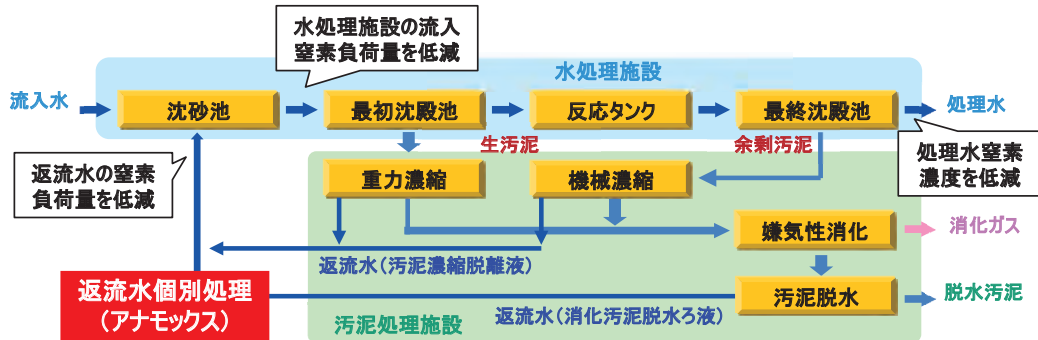 水処理施設の流入
窒素負荷量を低減
水処理施設
流入水
沈砂池
最初沈殿池
反応タンク
最終沈殿池
処理水
生汚泥
余剰汚泥
返流水の窒素
負荷量を低減
処理水窒素
濃度を低減
重力濃縮
機械濃縮
嫌気性消化
消化ガス
返流水（汚泥濃縮脱離液）
返流水個別処理
（アナモックス）
汚泥脱水
脱水汚泥
返流水（消化汚泥脱水ろ液）
汚泥処理施設